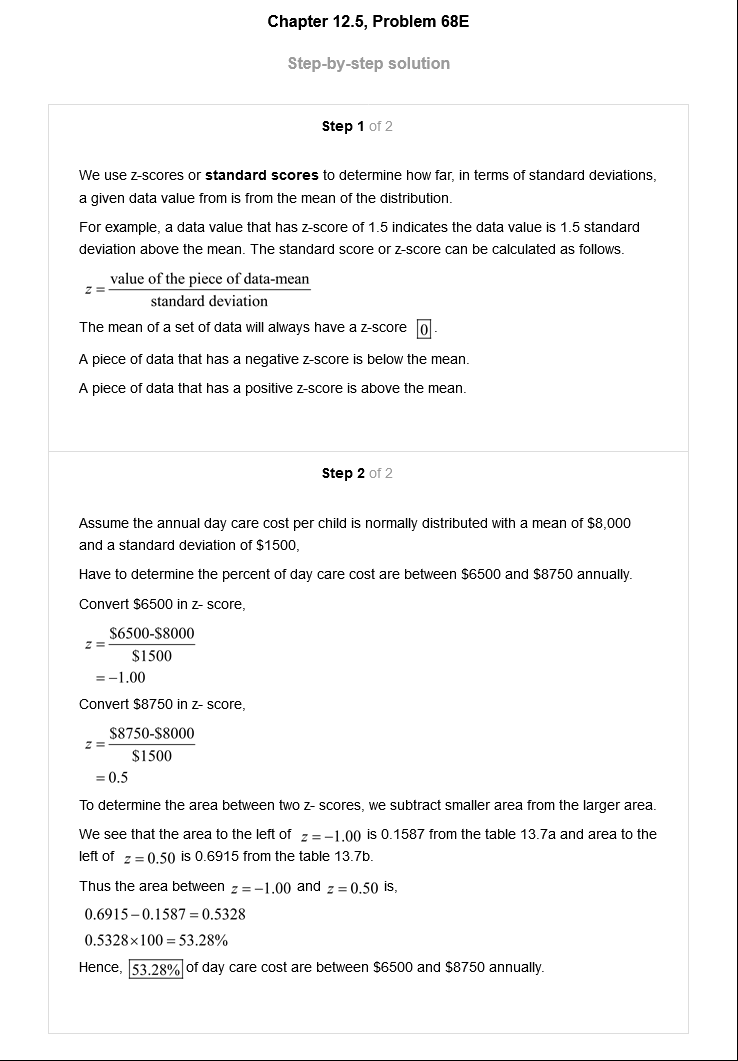 Chapter 12.5, Problem 68E
Step-by-step solution
Step 1 of 2
We use z-scores or standard scores to determine how far, in terms of standard deviations,
a given data value from is from the mean of the distribution.
For example, a data value that has z-score of 1.5 indicates the data value is 1.5 standard
deviation above the mean. The standard score or z-score can be calculated as follows.
z = value of the piece of data-mean
standard deviation
The mean of a set of data will always have a z-score 0 .
A piece of data that has a negative z-score is below the mean.
A piece of data that has a positive z-score is above the mean.
Step 2 of 2
Assume the annual day care cost per child is normally distributed with a mean of $8,000
and a standard deviation of $1500,
Have to determine the percent of day care cost are between $6500 and $8750 annually.
Convert $6500 in z- score,
z = $6500-$8000
$1500
= −1.00
Convert $8750 in z- score,
z = $8750-$8000
$1500
= 0.5
To determine the area between two z- scores, we subtract smaller area from the larger area.
We see that the area to the left of z = −1.00 is 0.1587 from the table 13.7a and area to the
left of z = 0.50 is 0.6915 from the table 13.7b.
Thus the area between z = −1.00 and z = 0.50 is,
0.6915 − 0.1587 = 0.5328
0.5328 × 100 = 53.28%
Hence, 53.28% of day care cost are between $6500 and $8750 annually.